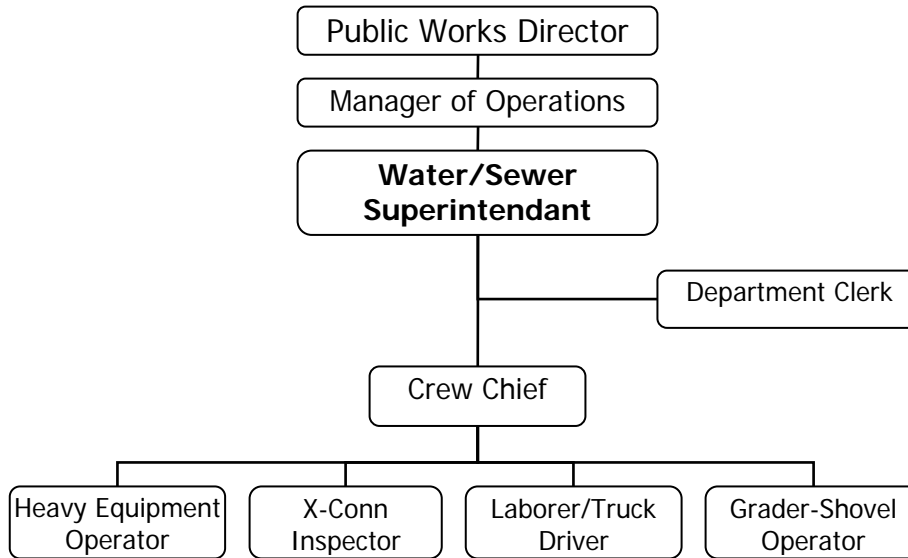 Public Works Director
Manager of Operations
Water/Sewer
Superintendant
Department Clerk
Crew Chief
Heavy Equipment
Operator
X-Conn
Inspector
Laborer/Truck
Driver
Grader-Shovel
Operator